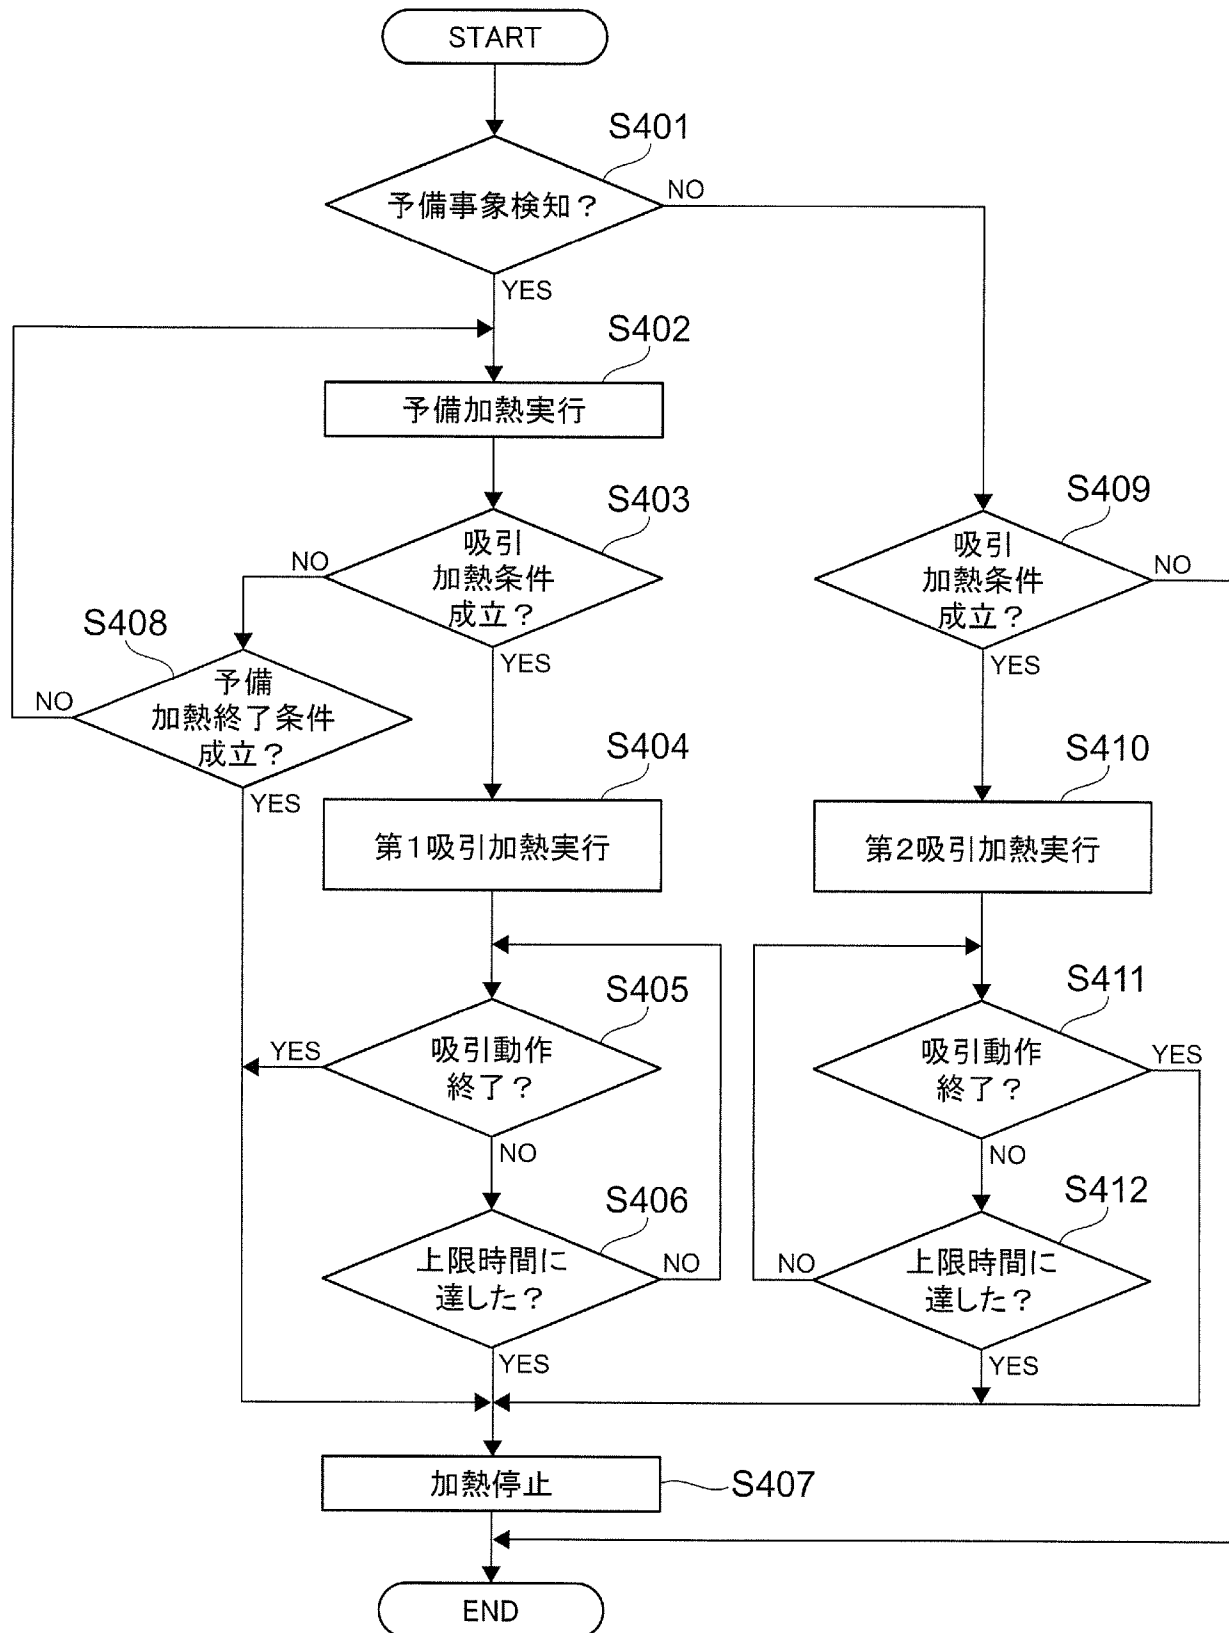 START
S401
予備事象検知？
NO
YES
S402
予備加熱実行
S403
吸引
加熱条件
成立？
NO
YES
S409
吸引
加熱条件
成立？
NO
YES
S408
予備
加熱終了条件
成立？
NO
YES
S404
第１吸引加熱実行
S410
第２吸引加熱実行
S405
吸引動作
終了？
YES
NO
S411
吸引動作
終了？
YES
NO
S406
上限時間に
達した？
NO
YES
S412
上限時間に
達した？
NO
YES
加熱停止
S407
END